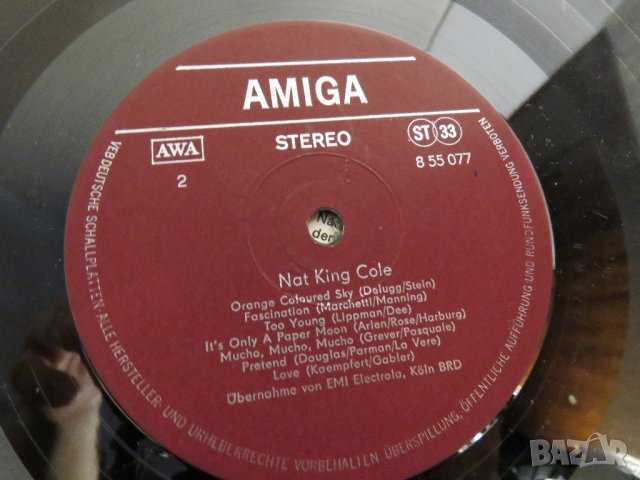 AMIGA
AWA
STEREO
ST 33
2
8 55 077
Nat King Cole
Orange Coloured Sky (Delugg/Stein)
Fascination (Marchetti/Manning)
Too Young (Lippman/Dee)
It's Only A Paper Moon (Arlen/Rose/Harburg)
Mucho, Mucho, Mucho (Grever/Pasquale)
Pretend (Douglas/Parman/La Vere)
Love (Kaempfert/Gabler)
Übernahme von EMI Electrola, Köln BRD
VEB DEUTSCHE SCHALLPLATTEN ALLE HERSTELLER- UND URHEBERRECHTE VORBEHALTEN ÜBERSPIELUNG, ÖFFENTLICHE AUFFÜHRUNG UND RUNDFUNKSENDUNG VERBOTEN
der
BAZAR